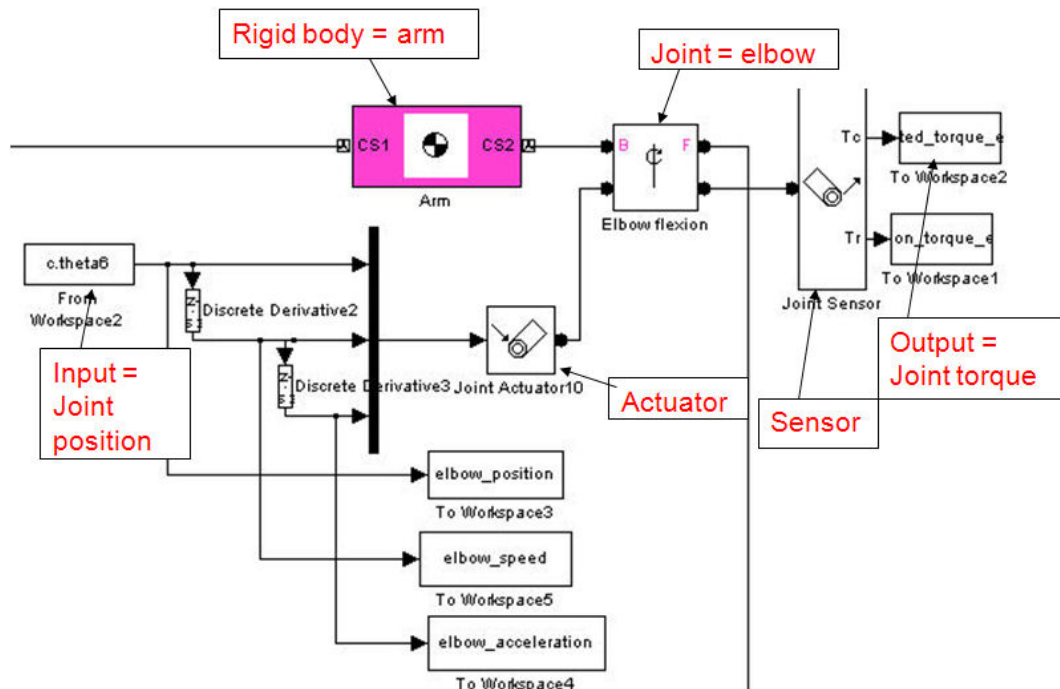 Rigid body = arm
Joint = elbow
CS1
CS2
Arm
B
F
Elbow flexion
Tc
Tr
Joint Sensor
ted_torque_e
To Workspace2
on_torque_e
To Workspace1
c.theta6
From
Workspace2
Discrete Derivative2
Discrete Derivative3
Joint Actuator10
Input =
Joint
position
Actuator
Sensor
Output =
Joint torque
elbow_position
To Workspace3
elbow_speed
To Workspace5
elbow_acceleration
To Workspace4